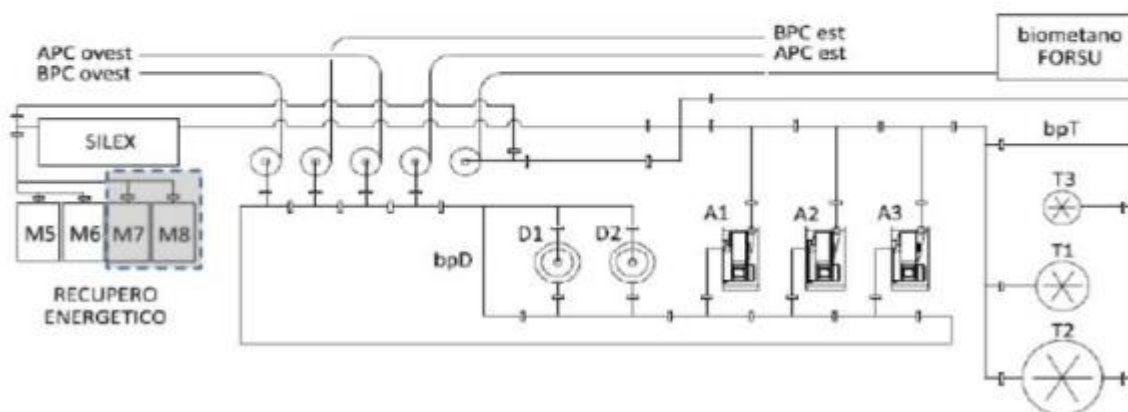 BPC est
APC ovest
APC est
BPC ovest
biometano
FORSU
SILEX
bpT
M5
M6
M7
M8
RECUPERO
ENERGETICO
bpD
D1
D2
A1
A2
A3
T3
T1
T2